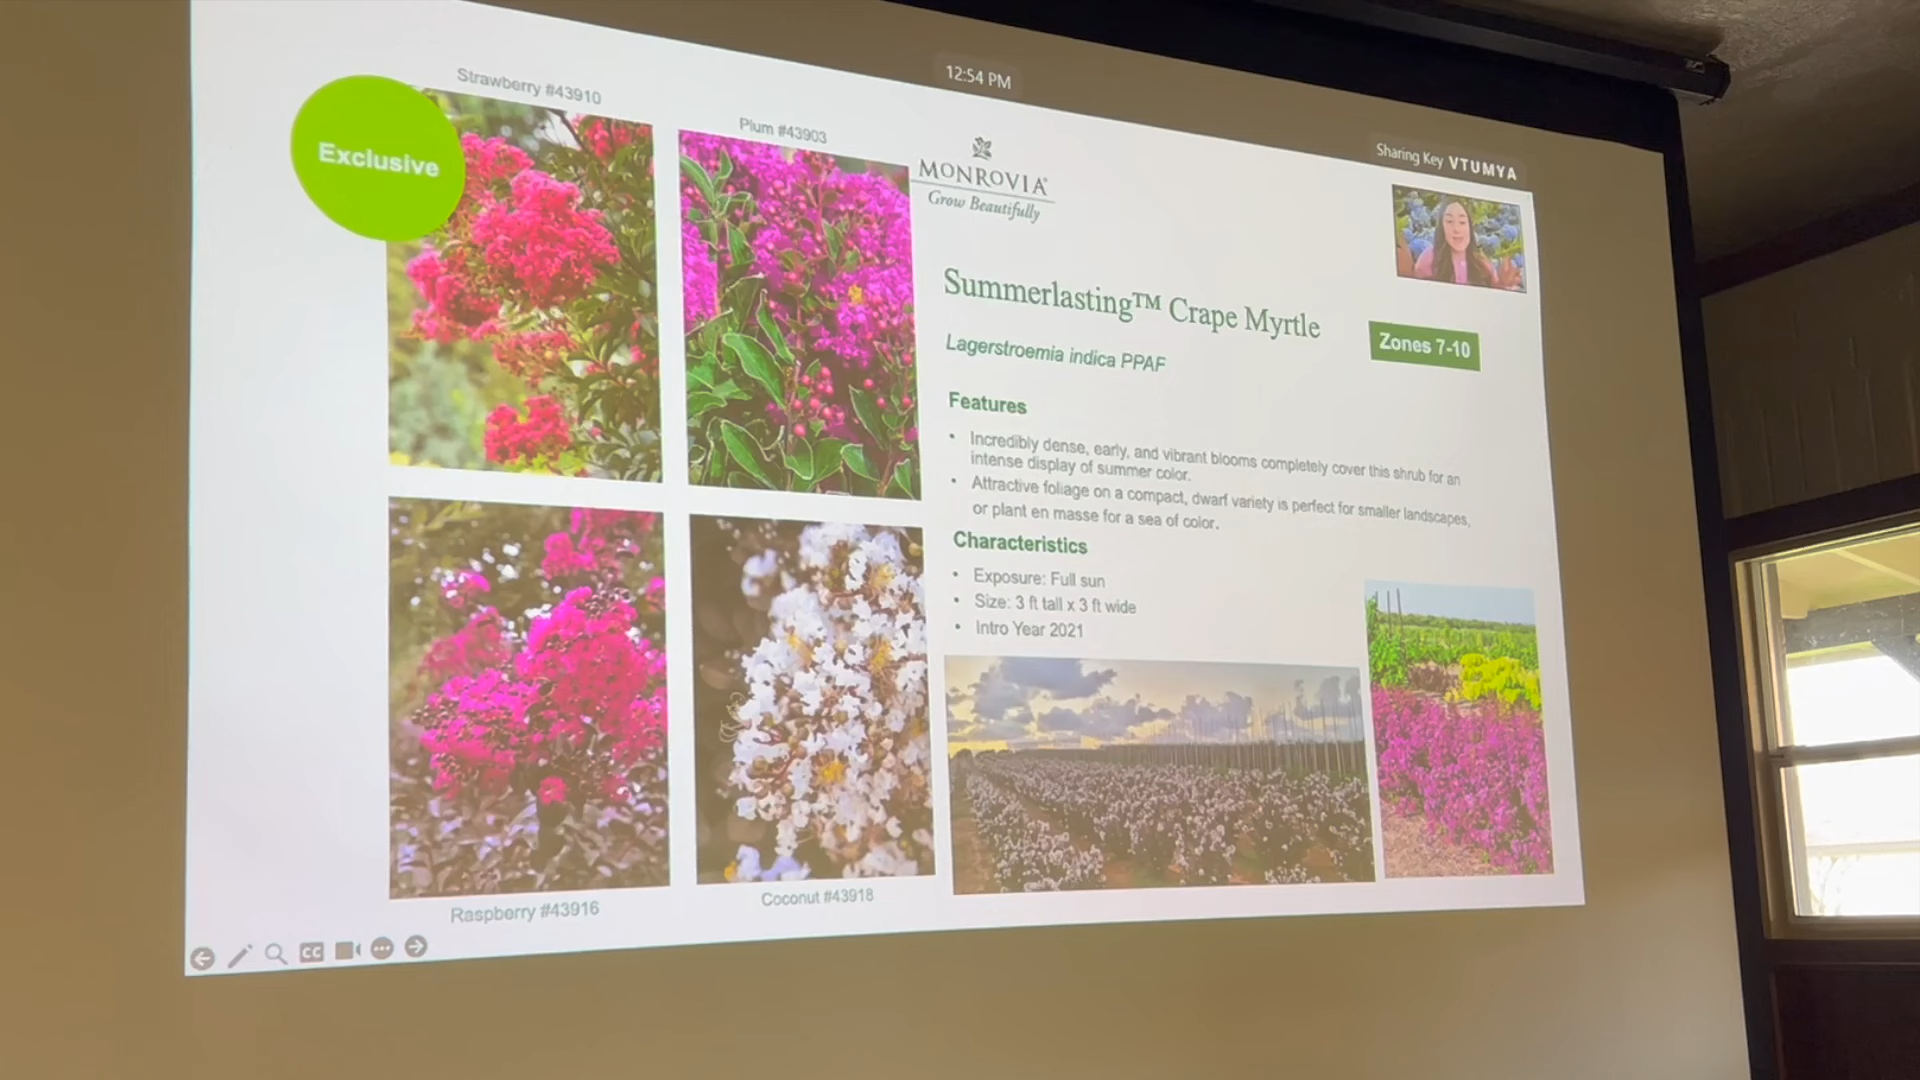 12:54 PM
Sharing Key VTUMYA
Exclusive
Strawberry #43910
Plum #43903
MONROVIA®
Grow Beautifully
Summerlasting™ Crape Myrtle
Zones 7-10
Lagerstroemia indica PPAF
Features
• Incredibly dense, early, and vibrant blooms completely cover this shrub for an
intense display of summer color.
• Attractive foliage on a compact, dwarf variety is perfect for smaller landscapes,
or plant en masse for a sea of color.
Characteristics
• Exposure: Full sun
• Size: 3 ft tall x 3 ft wide
• Intro Year 2021
Raspberry #43916
Coconut #43918
CC